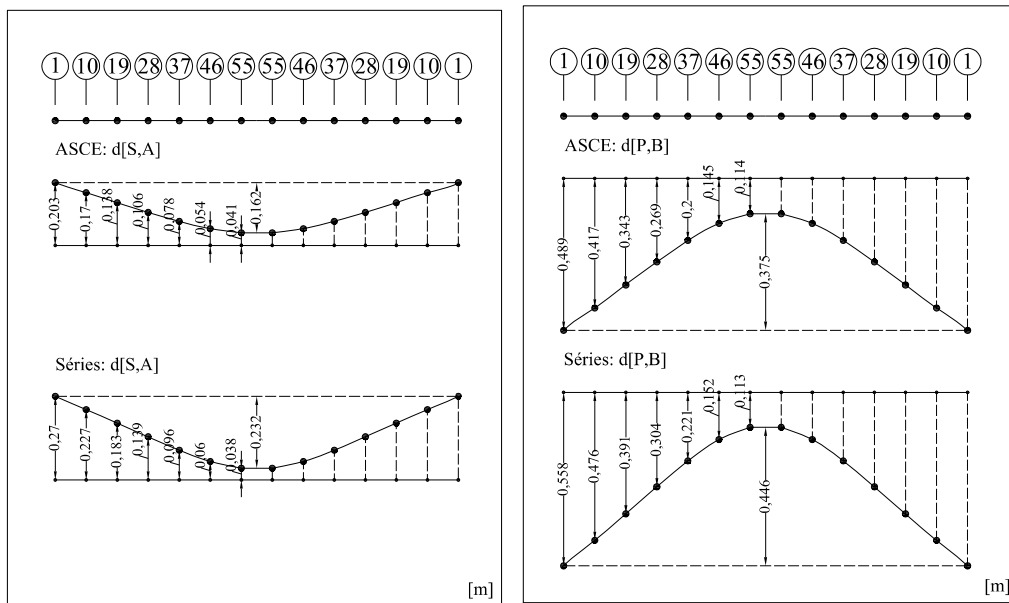 1 10 19 28 37 46 55 55 46 37 28 19 10 1
ASCE: d[S,A]
0,203 0,17 0,138 0,106 0,078 0,054 0,041 0,162
Séries: d[S,A]
0,27 0,227 0,183 0,139 0,096 0,06 0,038 0,232
[m]
1 10 19 28 37 46 55 55 46 37 28 19 10 1
ASCE: d[P,B]
0,489 0,417 0,343 0,269 0,2 0,145 0,114 0,375
Séries: d[P,B]
0,558 0,476 0,391 0,304 0,221 0,152 0,113 0,446
[m]